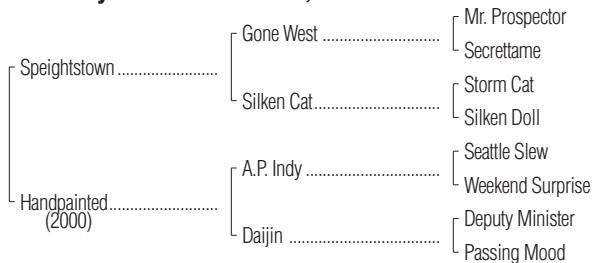 Mr. Prospector
Gone West
Secrettame
Speightstown
Storm Cat
Silken Cat
Silken Doll
Seattle Slew
A.P. Indy
Weekend Surprise
Handpainted
(2000)
Deputy Minister
Daijin
Passing Mood